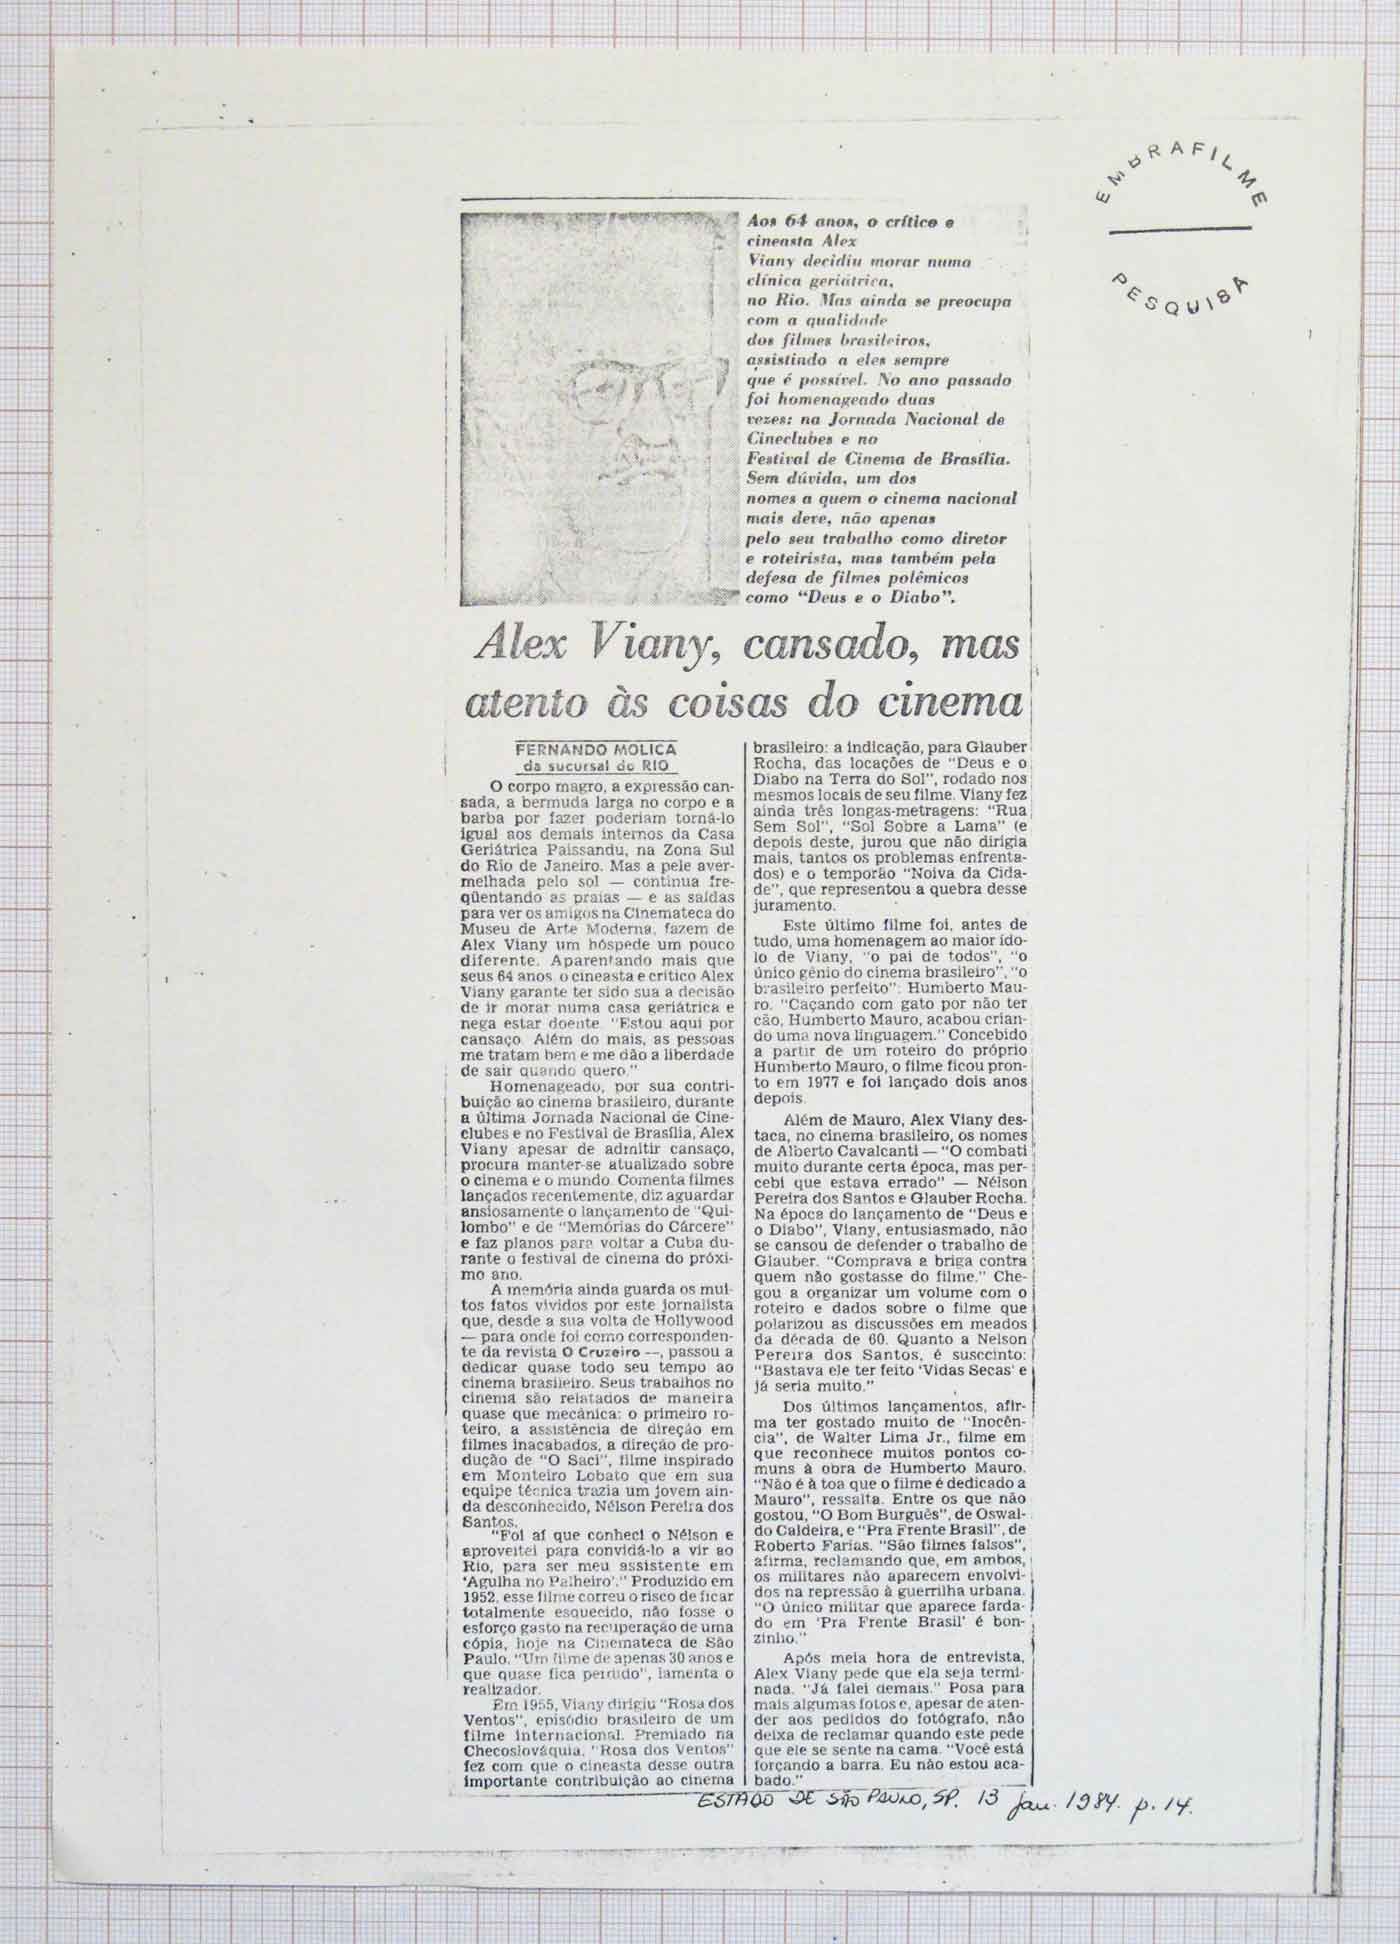 EMBRAFILME
PESQUISA
Aos 64 anos, o crítico e
cineasta Alex
Viany decidiu morar numa
clínica geriátrica,
no Rio. Mas ainda se preocupa
com a qualidade
dos filmes brasileiros,
assistindo a eles sempre
que é possível. No ano passado
foi homenageado duas
vezes: na Jornada Nacional de
Cineclubes e no
Festival de Cinema de Brasília.
Sem dúvida, um dos
nomes a quem o cinema nacional
mais deve, não apenas
pelo seu trabalho como diretor
e roteirista, mas também pela
defesa de filmes polêmicos
como “Deus e o Diabo”.
Alex Viany, cansado, mas
atento às coisas do cinema
FERNANDO MOLICA
da sucursal do RIO
O corpo magro, a expressão can-
sada, a bermuda larga no corpo e a
barba por fazer poderiam torná-lo
igual aos demais internos da Casa
Geriátrica Paissandu, na Zona Sul
do Rio de Janeiro. Mas a pele aver-
melhada pelo sol — continua fre-
qüentando as praias — e as saídas
para ver os amigos na Cinemateca do
Museu de Arte Moderna, fazem de
Alex Viany um hóspede um pouco
diferente. Aparentando mais que
seus 64 anos, o cineasta e crítico Alex
Viany garante ter sido sua a decisão
de ir morar numa casa geriátrica e
nega estar doente. “Estou aqui por
cansaço. Além do mais, as pessoas
me tratam bem e me dão a liberdade
de sair quando quero.”
Homenageado, por sua contri-
buição ao cinema brasileiro, durante
a última Jornada Nacional de Cine-
clubes e no Festival de Brasília, Alex
Viany apesar de admitir cansaço,
procura manter-se atualizado sobre
o cinema e o mundo. Comenta filmes
lançados recentemente, diz aguardar
ansiosamente o lançamento de “Qui-
lombo” e de “Memórias do Cárcere”
e faz planos para voltar a Cuba du-
rante o festival de cinema do próxi-
mo ano.
A memória ainda guarda os mui-
tos fatos vividos por este jornalista
que, desde a sua volta de Hollywood
— para onde foi como corresponden-
te da revista O Cruzeiro —, passou a
dedicar quase todo seu tempo ao
cinema brasileiro. Seus trabalhos no
cinema são relatados de maneira
quase que mecânica: o primeiro ro-
teiro, a assistência de direção em
filmes inacabados, a direção de pro-
dução de “O Saci”, filme inspirado
em Monteiro Lobato que em sua
equipe técnica trazia um jovem ain-
da desconhecido, Nélson Pereira dos
Santos.
“Foi aí que conheci o Nélson e
aproveitei para convidá-lo a vir ao
Rio, para ser meu assistente em
‘Agulha no Palheiro’.” Produzido em
1952, esse filme correu o risco de ficar
totalmente esquecido, não fosse o
esforço gasto na recuperação de uma
cópia, hoje na Cinemateca de São
Paulo. “Um filme de apenas 30 anos e
que quase fica perdido”, lamenta o
realizador.
Em 1955, Viany dirigiu “Rosa dos
Ventos”, episódio brasileiro de um
filme internacional. Premiado na
Checoslováquia, “Rosa dos Ventos”
fez com que o cineasta desse outra
importante contribuição ao cinema
brasileiro: a indicação, para Glauber
Rocha, das locações de “Deus e o
Diabo na Terra do Sol”, rodado nos
mesmos locais de seu filme. Viany fez
ainda três longas-metragens: “Rua
Sem Sol”, “Sol Sobre a Lama” (e
depois deste, jurou que não dirigia
mais, tantos os problemas enfrenta-
dos) e o temporão “Noiva da Cida-
de”, que representou a quebra desse
juramento.
Este último filme foi, antes de
tudo, uma homenagem ao maior ído-
lo de Viany, “o pai de todos”, “o
único gênio do cinema brasileiro”, “o
brasileiro perfeito”: Humberto Mau-
ro. “Caçando com gato por não ter
cão, Humberto Mauro, acabou crian-
do uma nova linguagem.” Concebido
a partir de um roteiro do próprio
Humberto Mauro, o filme ficou pron-
to em 1977 e foi lançado dois anos
depois.
Além de Mauro, Alex Viany des-
taca, no cinema brasileiro, os nomes
de Alberto Cavalcanti — “O combati
muito durante certa época, mas per-
cebi que estava errado” — Nélson
Pereira dos Santos e Glauber Rocha.
Na época do lançamento de “Deus e
o Diabo”, Viany, entusiasmado, não
se cansou de defender o trabalho de
Glauber. “Comprava a briga contra
quem não gostasse do filme.” Che-
gou a organizar um volume com o
roteiro e dados sobre o filme que
polarizou as discussões em meados
da década de 60. Quanto a Nelson
Pereira dos Santos, é susccinto:
“Bastava ele ter feito ‘Vidas Secas’ e
já seria muito.”
Dos últimos lançamentos, afir-
ma ter gostado muito de “Inocên-
cia”, de Walter Lima Jr., filme em
que reconhece muitos pontos co-
muns à obra de Humberto Mauro.
“Não é à toa que o filme é dedicado a
Mauro”, ressalta. Entre os que não
gostou, “O Bom Burguês”, de Oswal-
do Caldeira, e “Pra Frente Brasil”, de
Roberto Farias. “São filmes falsos”,
afirma, reclamando que, em ambos,
os militares não aparecem envolvi-
dos na repressão à guerrilha urbana.
“O único militar que aparece farda-
do em ‘Pra Frente Brasil’ é bon-
zinho.”
Após meia hora de entrevista,
Alex Viany pede que ela seja termi-
nada. “Já falei demais.” Posa para
mais algumas fotos e, apesar de aten-
der aos pedidos do fotógrafo, não
deixa de reclamar quando este pede
que ele se sente na cama. “Você está
forçando a barra. Eu não estou aca-
bado.”
ESTADO DE SÃO PAULO, SP. 13 jan. 1984. p. 14.